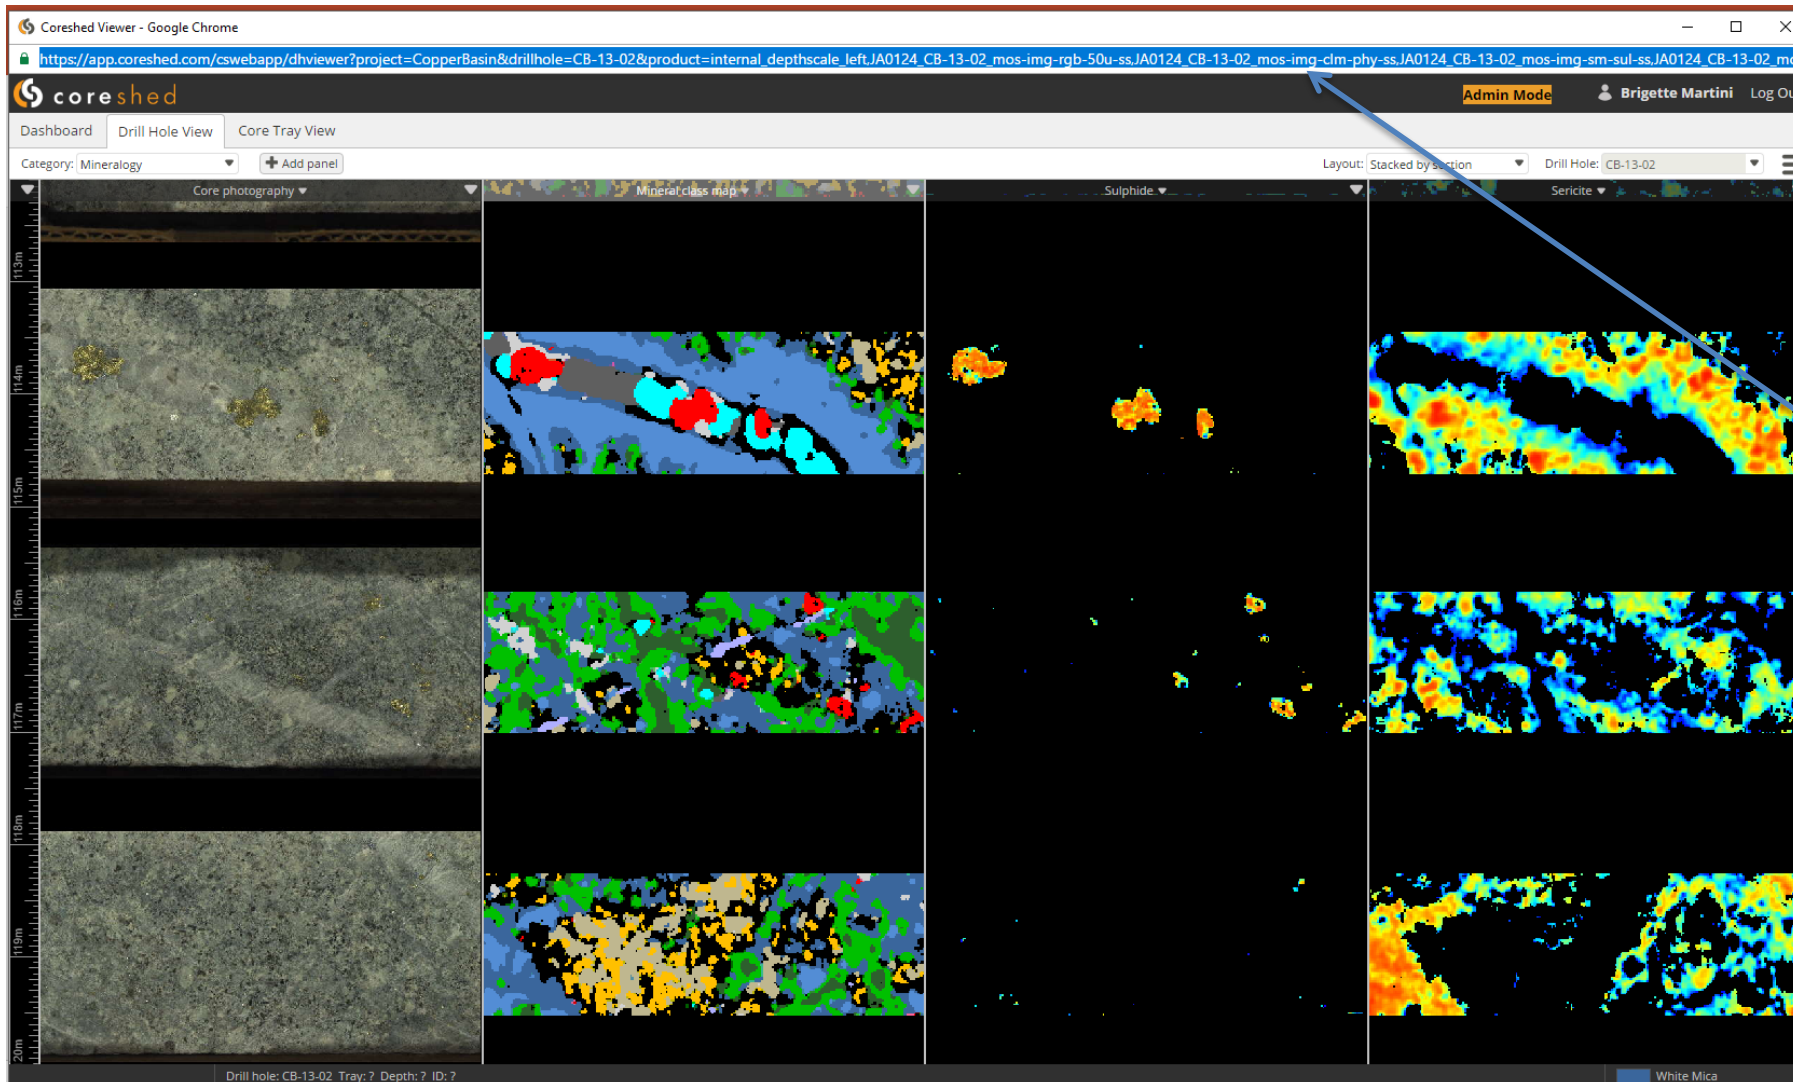 Coreshed Viewer - Google Chrome
https://app.coreshed.com/cswebapp/dhviewer?project=CopperBasin&drillhole=CB-13-02&product=internal_depthscale_left,JA0124_CB-13-02_mos-img-rgb-50u-ss,JA0124_CB-13-02_mos-img-clm-phy-ss,JA0124_CB-13-02_mos-img-sm-sul-ss,JA0124_CB-13-02_mo
coreshed Admin Mode Brigette Martini Log Ou
Dashboard Drill Hole View Core Tray View
Category: Mineralogy Add panel Layout: Stacked by section Drill Hole: CB-13-02
Core photography Mineral class map Sulphide Sericite
113m
114m
115m
116m
117m
118m
119m
20m
Drill hole: CB-13-02 Tray: ? Depth: ? ID: ? White Mica